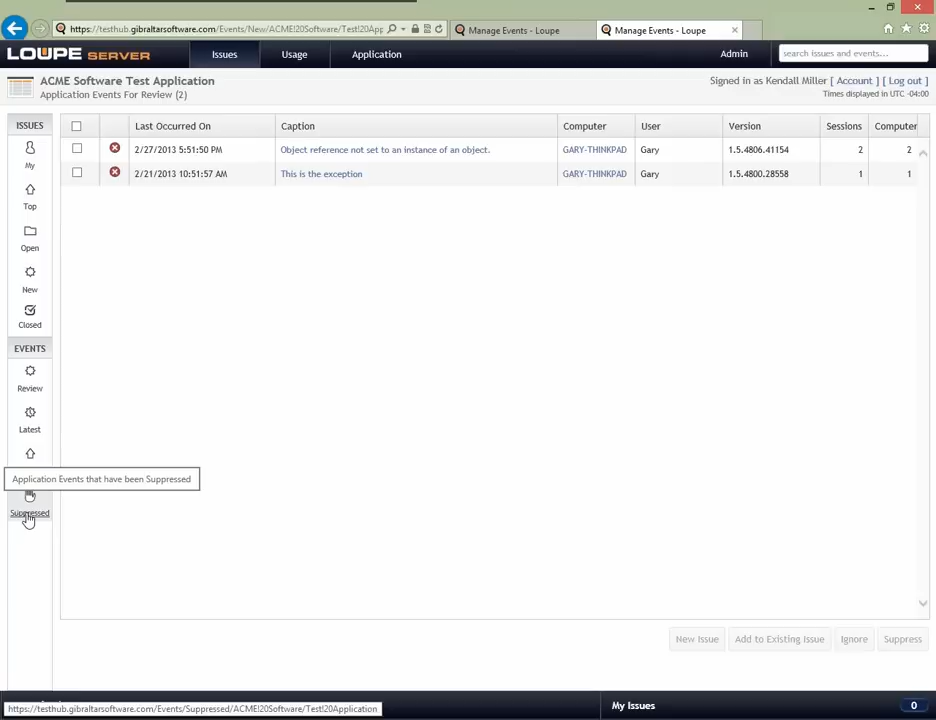 https://testhub.gibraltarsoftware.com/Events/New/ACME!20Software/Test!20App
Manage Events - Loupe
Manage Events - Loupe
LOUPE SERVER
Issues
Usage
Application
Admin
search issues and events...
ACME Software Test Application
Application Events For Review (2)
Signed in as Kendall Miller [ Account ] [ Log out ]
Times displayed in UTC -04:00
ISSUES
My
Top
Open
New
Closed
EVENTS
Review
Latest
Application Events that have been Suppressed
Suppressed
Last Occurred On Caption Computer User Version Sessions Computer
2/27/2013 5:51:50 PM Object reference not set to an instance of an object. GARY-THINKPAD Gary 1.5.4806.41154 2 2
2/21/2013 10:51:57 AM This is the exception GARY-THINKPAD Gary 1.5.4800.28558 1 1
New Issue Add to Existing Issue Ignore Suppress
https://testhub.gibraltarsoftware.com/Events/Suppressed/ACME!20Software/Test!20Application
My Issues 0